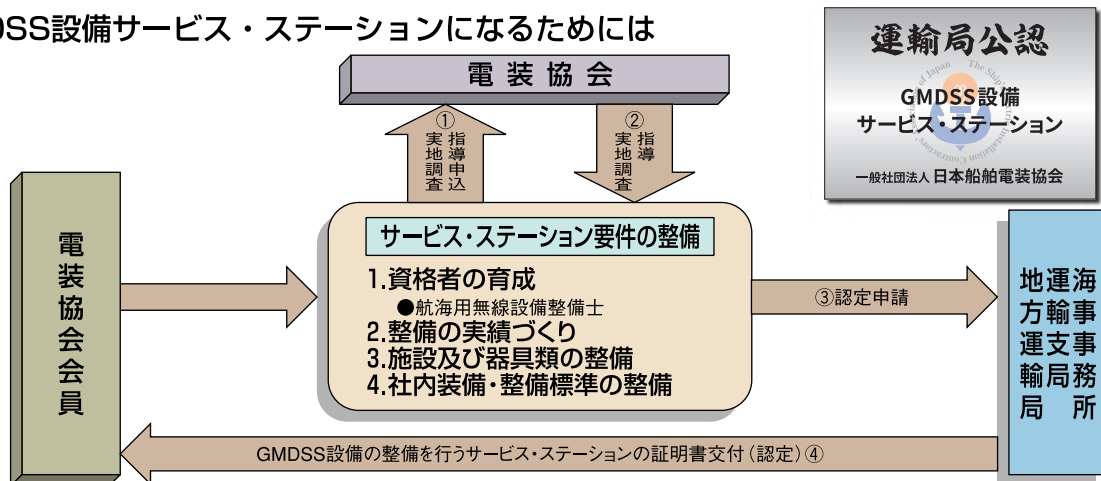 DSS設備サービス・ステーションになるためには
電装協会
運輸局公認
of Japan The Ship
GMDSS設備
サービス・ステーション
Installation Contractors'
一般社団法人 日本船舶電装協会
①
指導申込
実地調査
②
指導
実地調査
電装協会会員
サービス・ステーション要件の整備
1.資格者の育成
●航海用無線設備整備士
2.整備の実績づくり
3.施設及び器具類の整備
4.社内装備・整備標準の整備
③認定申請
海事事務所
運輸支局
地方運輸局
GMDSS設備の整備を行うサービス・ステーションの証明書交付(認定)④